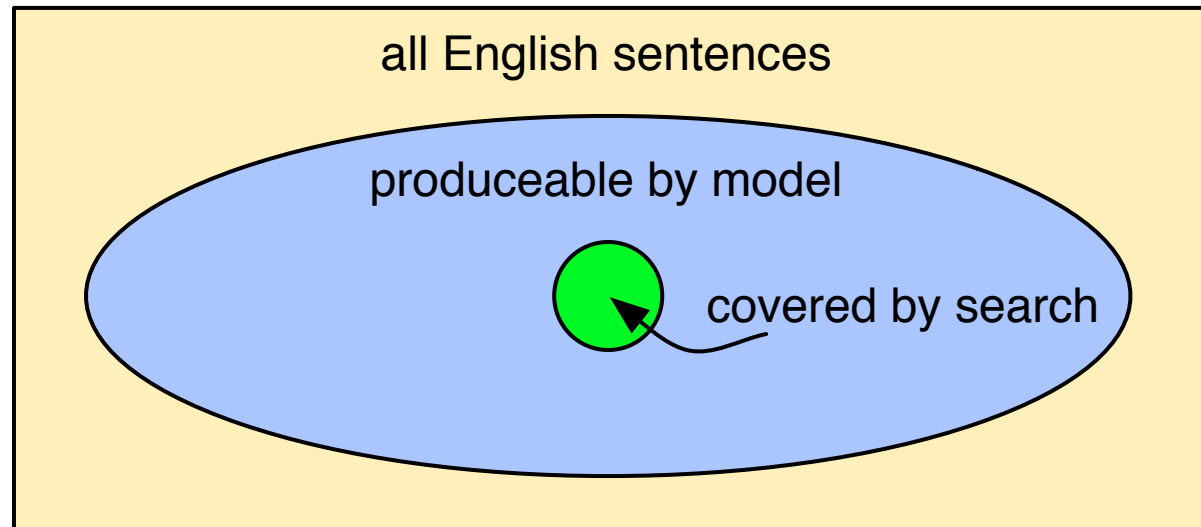 all English sentences
produceable by model
covered by search